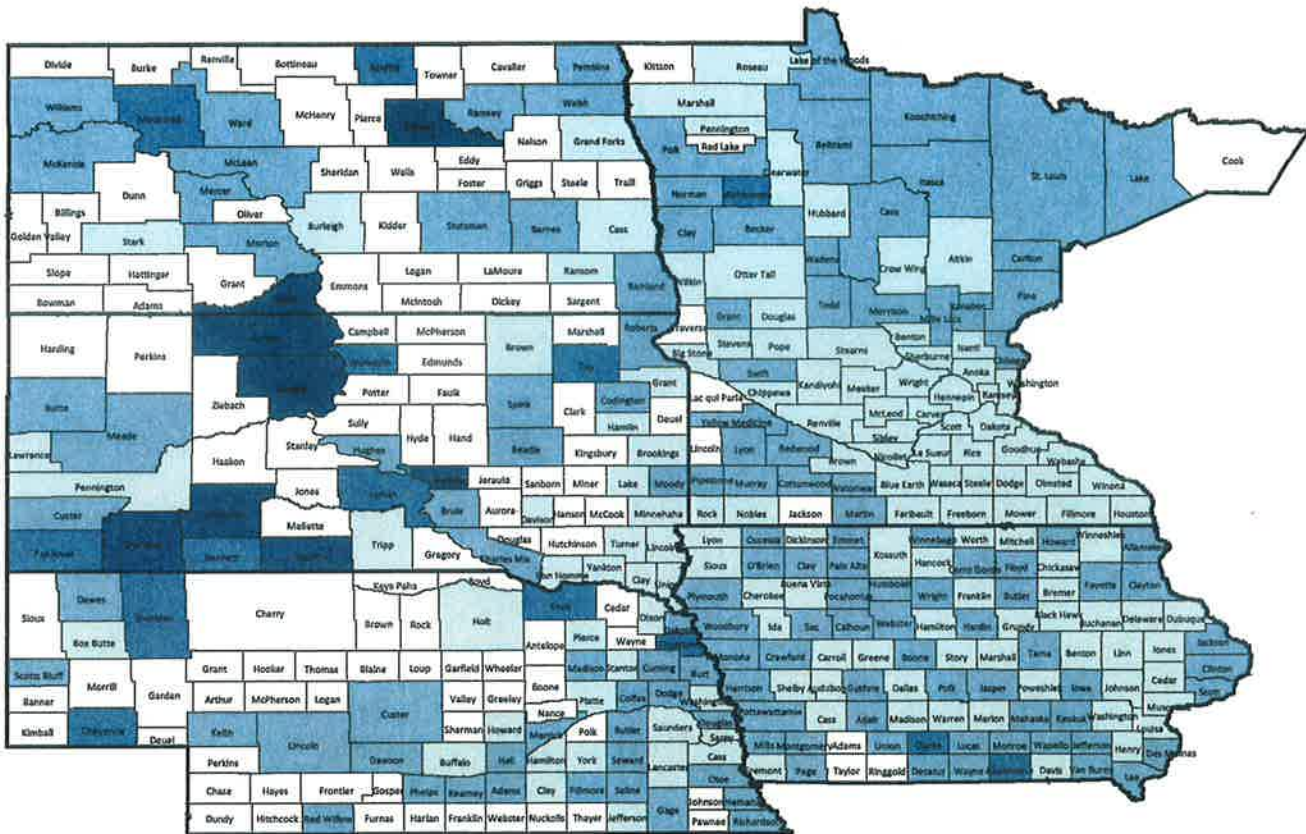 Divide
Burke
Renville
Bottineau
Rolette
Towner
Cavalier
Pembina
Kittson
Roseau
Lake of the Woods
Williams
Mountrail
Ward
McHenry
Pierce
Ramsey
Walsh
Marshall
Koochiching
McKenzie
McLean
Sheridan
Wells
Eddy
Foster
Nelson
Grand Forks
Griggs
Steele
Traill
Polk
Pennington
Red Lake
Clearwater
Beltrami
Itasca
St. Louis
Lake
Cook
Dunn
Mercer
Oliver
Billings
Golden Valley
Stark
Morton
Burleigh
Kidder
Stutsman
Barnes
Cass
Norman
Mahnomen
Hubbard
Cass
Clay
Becker
Wadena
Crow Wing
Aitkin
Carlton
Slope
Hettinger
Grant
Emmons
Logan
LaMoure
Ransom
Richland
Wilkin
Otter Tail
Todd
Morrison
Mille Lacs
Kanabec
Pine
Bowman
Adams
McIntosh
Dickey
Sargent
Grant
Douglas
Harding
Perkins
Campbell
McPherson
Brown
Marshall
Roberts
Traverse
Stevens
Pope
Stearns
Benton
Sherburne
Isanti
Chisago
Walworth
Edmunds
Day
Big Stone
Swift
Kandiyohi
Meeker
Wright
Anoka
Washington
Hennepin
Ramsey
Butte
Meade
Ziebach
Potter
Faulk
Spink
Clark
Codington
Grant
Hamlin
Deuel
Lac qui Parle
Chippewa
Renville
McLeod
Carver
Scott
Dakota
Sibley
Yellow Medicine
Lawrence
Haakon
Stanley
Sully
Hughes
Hyde
Hand
Beadle
Kingsbury
Brookings
Lincoln
Lyon
Redwood
Brown
Nicollet
Le Sueur
Rice
Goodhue
Wabasha
Pennington
Jones
Lyman
Jerauld
Sanborn
Miner
Lake
Moody
Pipestone
Murray
Cottonwood
Watonwan
Blue Earth
Waseca
Steele
Dodge
Olmsted
Winona
Custer
Mellette
Brule
Aurora
Davison
Hanson
McCook
Minnehaha
Rock
Nobles
Jackson
Martin
Faribault
Freeborn
Mower
Fillmore
Houston
Fall River
Bennett
Tripp
Gregory
Douglas
Charles Mix
Hutchinson
Turner
Lincoln
Bon Homme
Yankton
Clay
Lyon
Osceola
Dickinson
Emmet
Winnebago
Worth
Mitchell
Howard
Winneshiek
Allamakee
Sioux
O'Brien
Clay
Palo Alto
Kossuth
Hancock
Cerro Gordo
Floyd
Chickasaw
Fayette
Clayton
Sioux
Dawes
Sheridan
Cherry
Keya Paha
Boyd
Brown
Rock
Holt
Knox
Cedar
Dixon
Plymouth
Cherokee
Buena Vista
Pocahontas
Humboldt
Wright
Franklin
Butler
Bremer
Black Hawk
Buchanan
Delaware
Dubuque
Box Butte
Antelope
Pierce
Wayne
Woodbury
Ida
Sac
Calhoun
Webster
Hamilton
Hardin
Grundy
Jackson
Scotts Bluff
Morrill
Garden
Grant
Hooker
Thomas
Blaine
Loup
Garfield
Wheeler
Madison
Stanton
Cuming
Burt
Monona
Crawford
Carroll
Greene
Boone
Story
Marshall
Tama
Benton
Linn
Jones
Clinton
Banner
Arthur
McPherson
Logan
Custer
Valley
Greeley
Boone
Nance
Platte
Colfax
Dodge
Washington
Harrison
Shelby
Audubon
Guthrie
Dallas
Polk
Jasper
Poweshiek
Iowa
Johnson
Cedar
Scott
Kimball
Cheyenne
Deuel
Keith
Lincoln
Sherman
Howard
Merrick
Polk
Butler
Saunders
Douglas
Sarpy
Pottawattamie
Cass
Adair
Madison
Warren
Marion
Mahaska
Keokuk
Washington
Louisa
Perkins
Dawson
Buffalo
Hall
Hamilton
York
Seward
Lancaster
Cass
Otoe
Mills
Montgomery
Adams
Union
Clarke
Lucas
Monroe
Wapello
Jefferson
Henry
Des Moines
Chase
Hayes
Frontier
Gosper
Phelps
Kearney
Adams
Clay
Fillmore
Saline
Gage
Johnson
Nemaha
Fremont
Page
Taylor
Ringgold
Decatur
Wayne
Davis
Van Buren
Lee
Dundy
Hitchcock
Red Willow
Furnas
Harlan
Franklin
Webster
Nuckolls
Thayer
Jefferson
Pawnee
Richardson